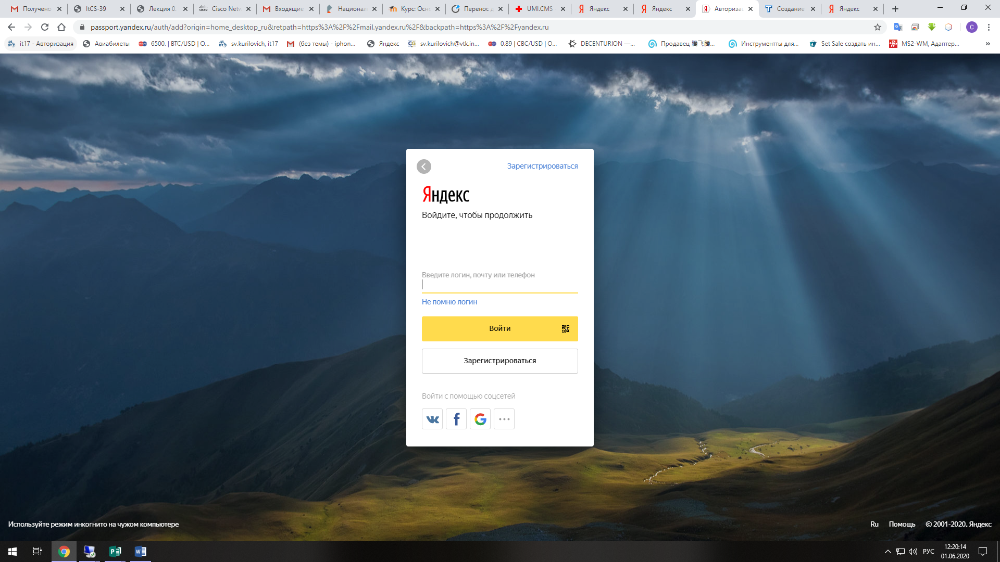 Получено
ItCS-39
Лекция 0.
Cisco Netw
Входящие
Национал
Курс: Осно
Перенос д
UMI.CMS
Яндекс
Яндекс
Авториза
Создание
Яндекс
passport.yandex.ru/auth/add?origin=home_desktop_ru&retpath=https%3A%2F%2Fmail.yandex.ru%2F&backpath=https%3A%2F%2Fyandex.ru
С
it17 - Авторизация
Авиабилеты
6500. | BTC/USD | O...
sv.kurilovich, it17
(без темы) - iphon...
Яндекс
sv.kurilovich@vtk.in...
0.89 | CBC/USD | O...
DECENTURION —...
Продавец 腾飞腾...
Инструментты для...
Set Sale создать ин...
MS2-WM, Адаптер...
Зарегистрироваться
Яндекс
Войдите, чтобы продолжить
Введите логин, почту или телефон
Не помню логин
Войти
Зарегистрироваться
Войти с помощью соцсетей
Используйте режим инкогнито на чужом компьютере
Ru Помощь © 2001-2020, Яндекс
РУС
12:20:14
01.06.2020